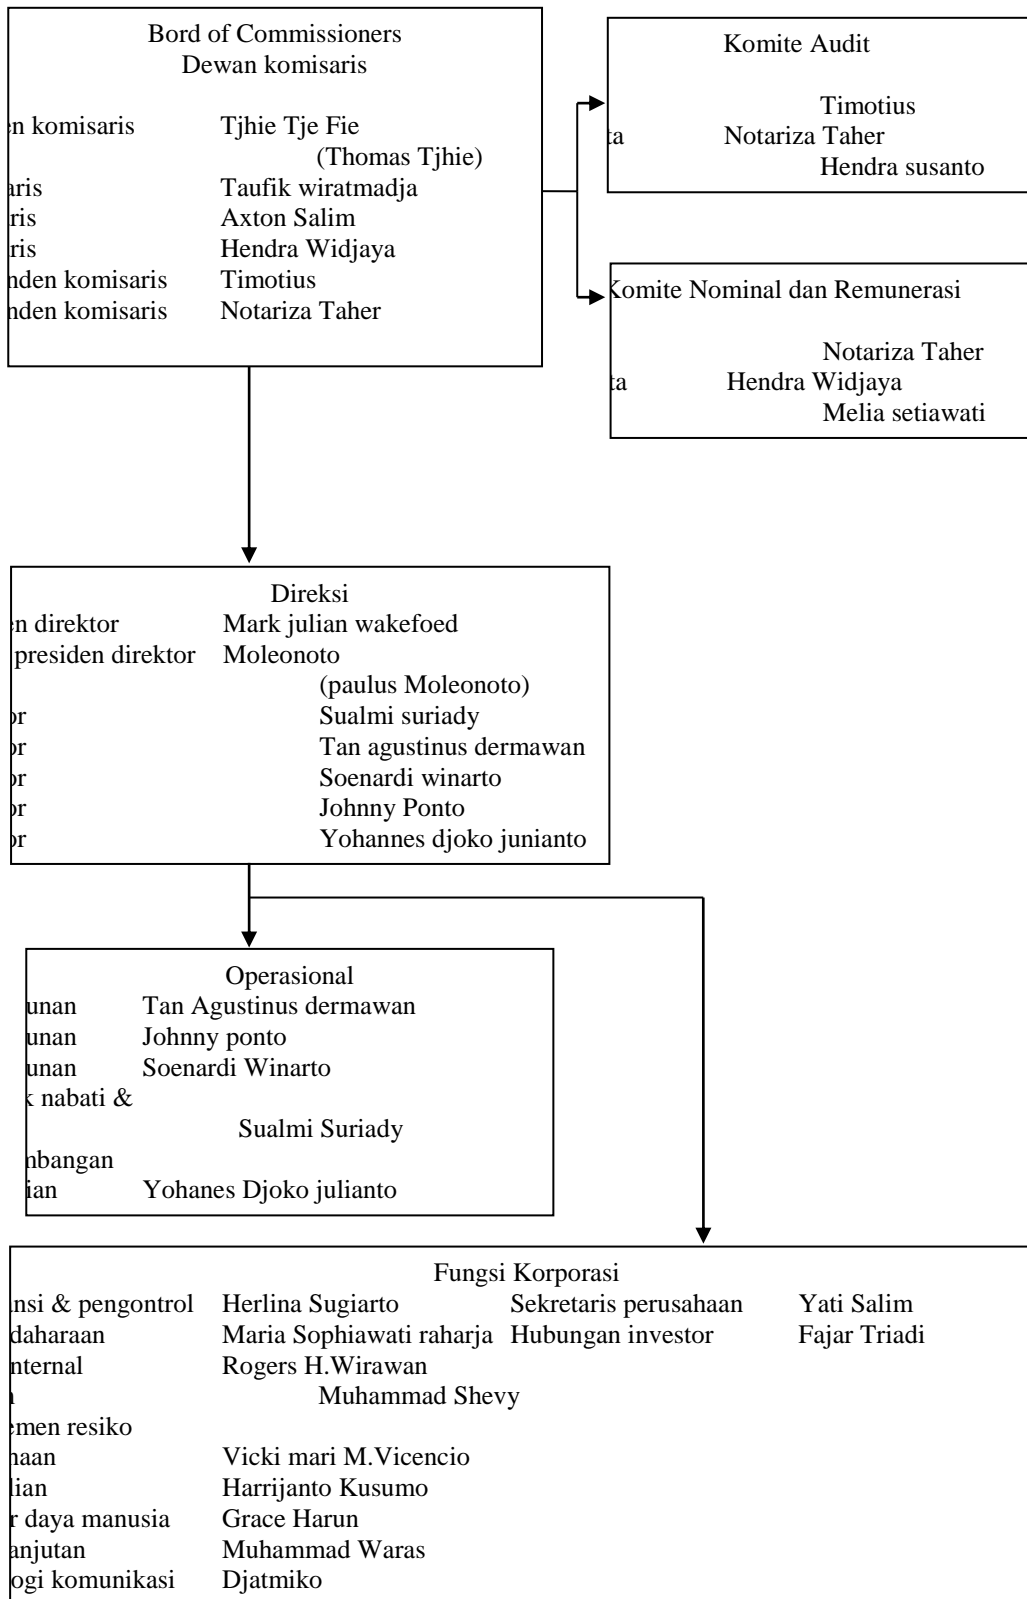 Bord of Commissioners
Dewan komisaris
en komisaris Tjhie Tje Fie
(Thomas Tjhie)
aris Taufik wiratmadja
ris Axton Salim
ris Hendra Widjaya
nden komisaris Timotius
nden komisaris Notariza Taher
Komite Audit
Timotius
ta Notariza Taher
Hendra susanto
Komite Nominal dan Remunerasi
Notariza Taher
ta Hendra Widjaya
Melia setiawati
Direksi
en direktor Mark julian wakefoed
presiden direktor Moleonoto
(paulus Moleonoto)
or Sualmi suriady
or Tan agustinus dermawan
or Soenardi winarto
or Johnny Ponto
or Yohannes djoko junianto
Operasional
unan Tan Agustinus dermawan
unan Johnny ponto
unan Soenardi Winarto
k nabati &
Sualmi Suriady
mbangan
ian Yohanes Djoko julianto
Fungsi Korporasi
ansi & pengontrol Herlina Sugiarto Sekretaris perusahaan Yati Salim
daharaan Maria Sophiawati raharja Hubungan investor Fajar Triadi
nternal Rogers H.Wirawan
n Muhammad Shevy
emen resiko
naan Vicki mari M.Vicencio
lian Harrijanto Kusumo
r daya manusia Grace Harun
anjutan Muhammad Waras
ogi komunikasi Djatmiko